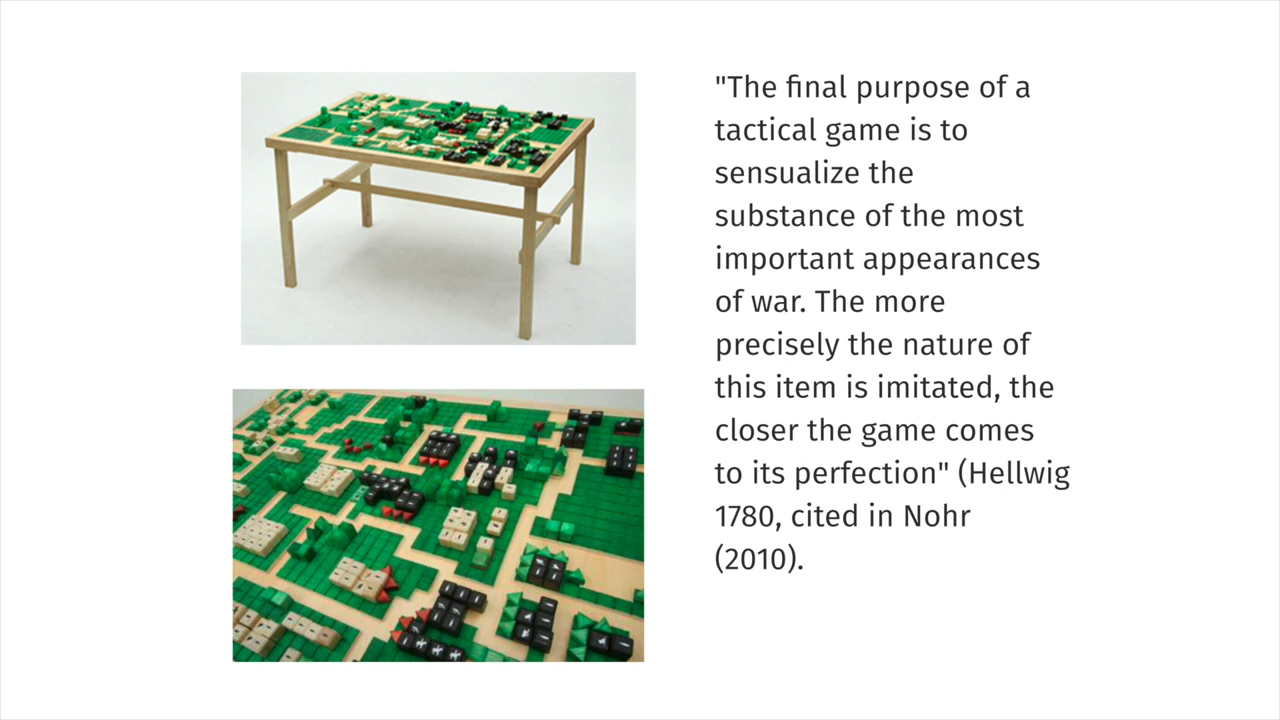 "The final purpose of a
tactical game is to
sensualize the
substance of the most
important appearances
of war. The more
precisely the nature of
this item is imitated, the
closer the game comes
to its perfection" (Hellwig
1780, cited in Nohr
(2010).